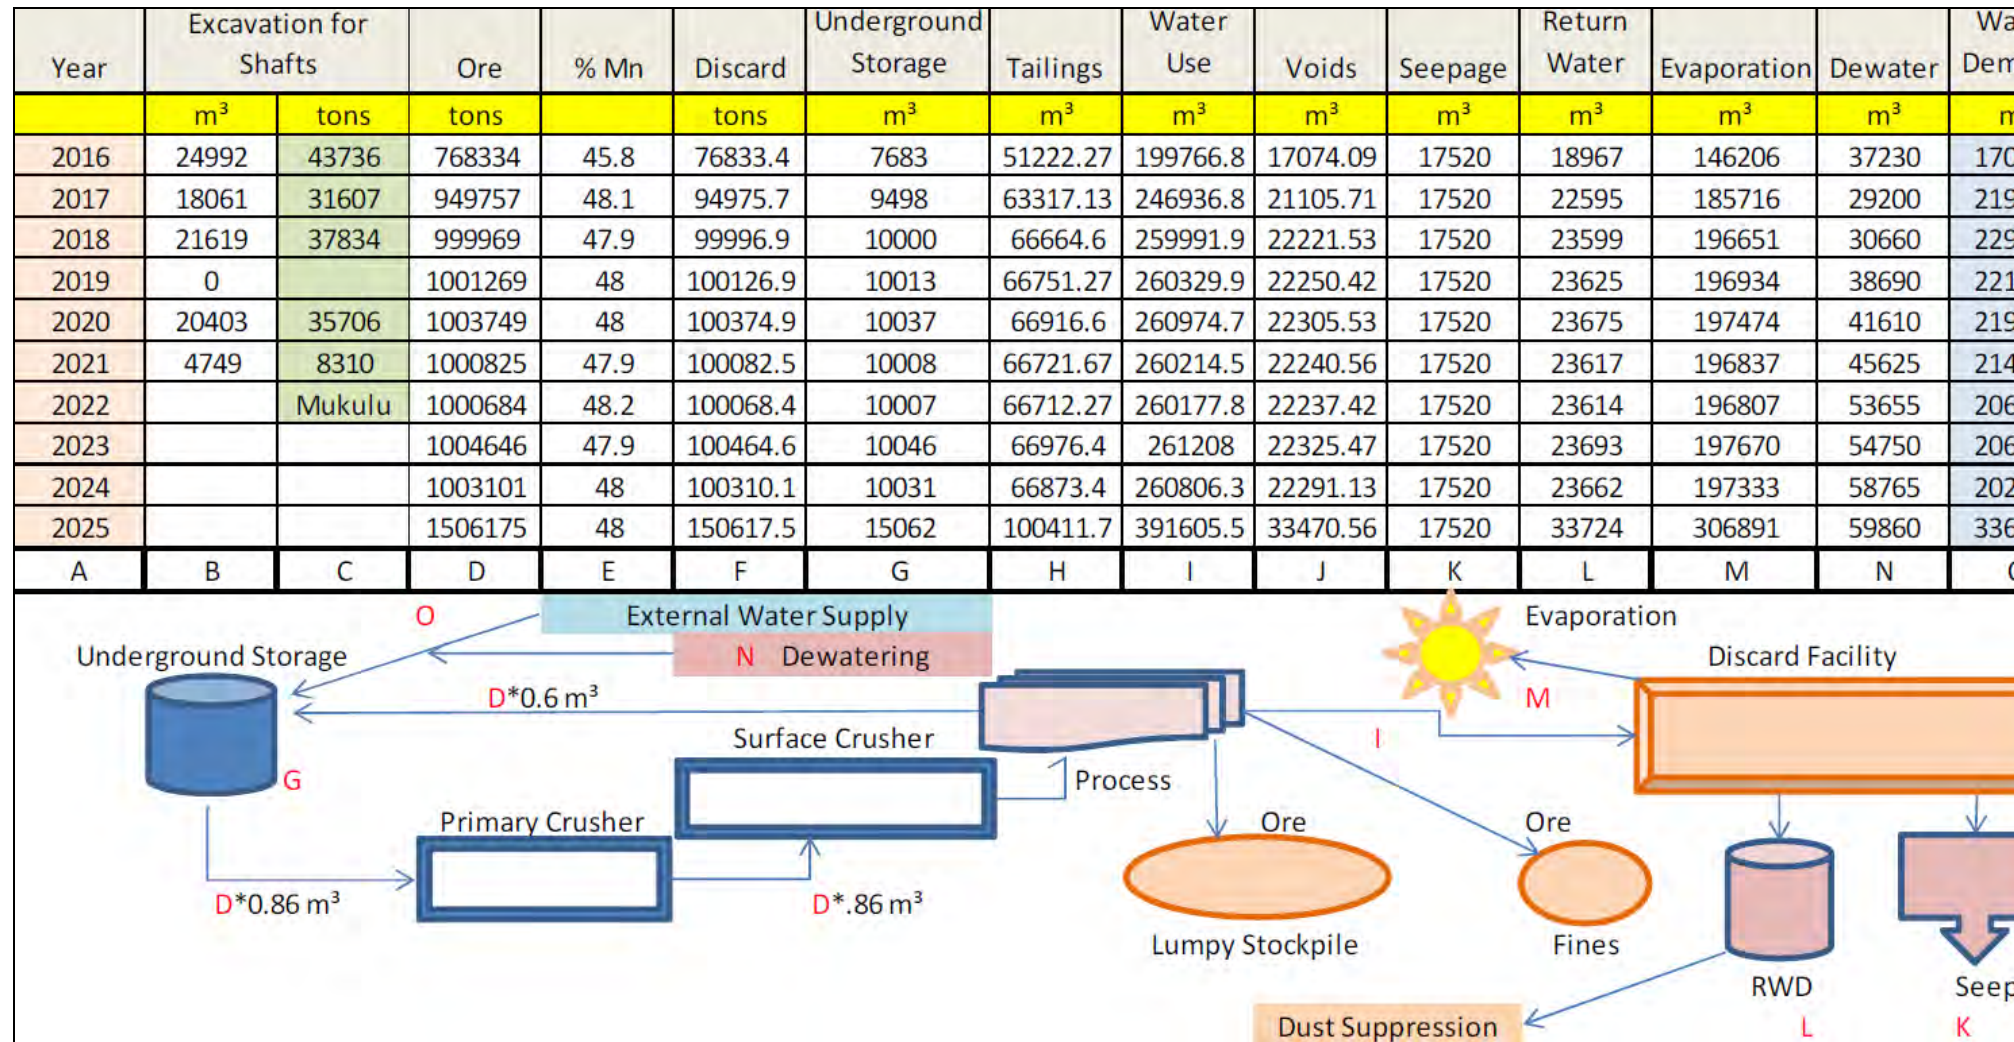 Year Excavation for Shafts Ore % Mn Discard Underground Storage Tailings Water Use Voids Seepage Return Water Evaporation Dewater
m³ tons tons tons m³ m³ m³ m³ m³ m³ m³ m³
2016 24992 43736 768334 45.8 76833.4 7683 51222.27 199766.8 17074.09 17520 18967 146206 37230 170
2017 18061 31607 949757 48.1 94975.7 9498 63317.13 246936.8 21105.71 17520 22595 185716 29200 219
2018 21619 37834 999969 47.9 99996.9 10000 66664.6 259991.9 22221.53 17520 23599 196651 30660 229
2019 0 1001269 48 100126.9 10013 66751.27 260329.9 22250.42 17520 23625 196934 38690 221
2020 20403 35706 1003749 48 100374.9 10037 66916.6 260974.7 22305.53 17520 23675 197474 41610 219
2021 4749 8310 1000825 47.9 100082.5 10008 66721.67 260214.5 22240.56 17520 23617 196837 45625 214
2022 Mukulu 1000684 48.2 100068.4 10007 66712.27 260177.8 22237.42 17520 23614 196807 53655 206
2023 1004646 47.9 100464.6 10046 66976.4 261208 22325.47 17520 23693 197670 54750 206
2024 1003101 48 100310.1 10031 66873.4 260806.3 22291.13 17520 23662 197333 58765 202
2025 1506175 48 150617.5 15062 100411.7 391605.5 33470.56 17520 33724 306891 59860 336
A B C D E F G H I J K L M N
O External Water Supply Evaporation
Underground Storage N Dewatering Discard Facility
D*0.6 m³ M
Surface Crusher I
G Process
Primary Crusher Ore Ore
D*0.86 m³ D*.86 m³
Lumpy Stockpile Fines
RWD Seep
Dust Suppression L K